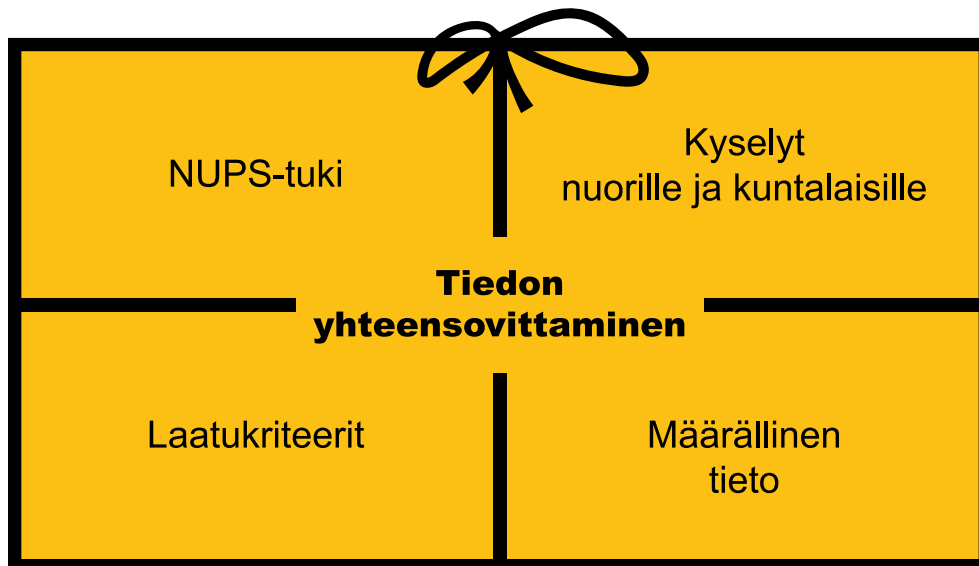 NUPS-tuki
Kyselyt
nuorille ja kuntalaisille
Tiedon
yhteensovittaminen
Laatukriteerit
Määrällinen
tieto